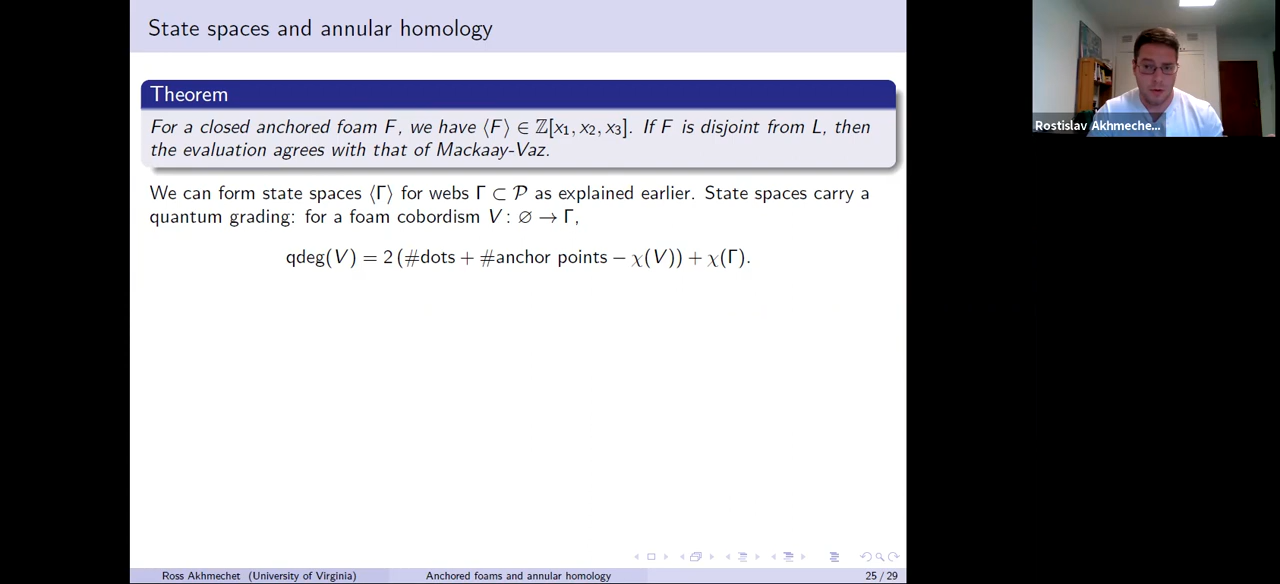 State spaces and annular homology
Theorem
For a closed anchored foam F, we have ⟨F⟩ ∈ ℤ[x₁, x₂, x₃]. If F is disjoint from L, then
the evaluation agrees with that of Mackaay-Vaz.
We can form state spaces ⟨Γ⟩ for webs Γ ⊂ 𝒫 as explained earlier. State spaces carry a
quantum grading: for a foam cobordism V : ∅ → Γ,
qdeg(V) = 2 (#dots + #anchor points − χ(V)) + χ(Γ).
Rostislav Akhmeche...
Ross Akhmechet (University of Virginia)
Anchored foams and annular homology
25 / 29